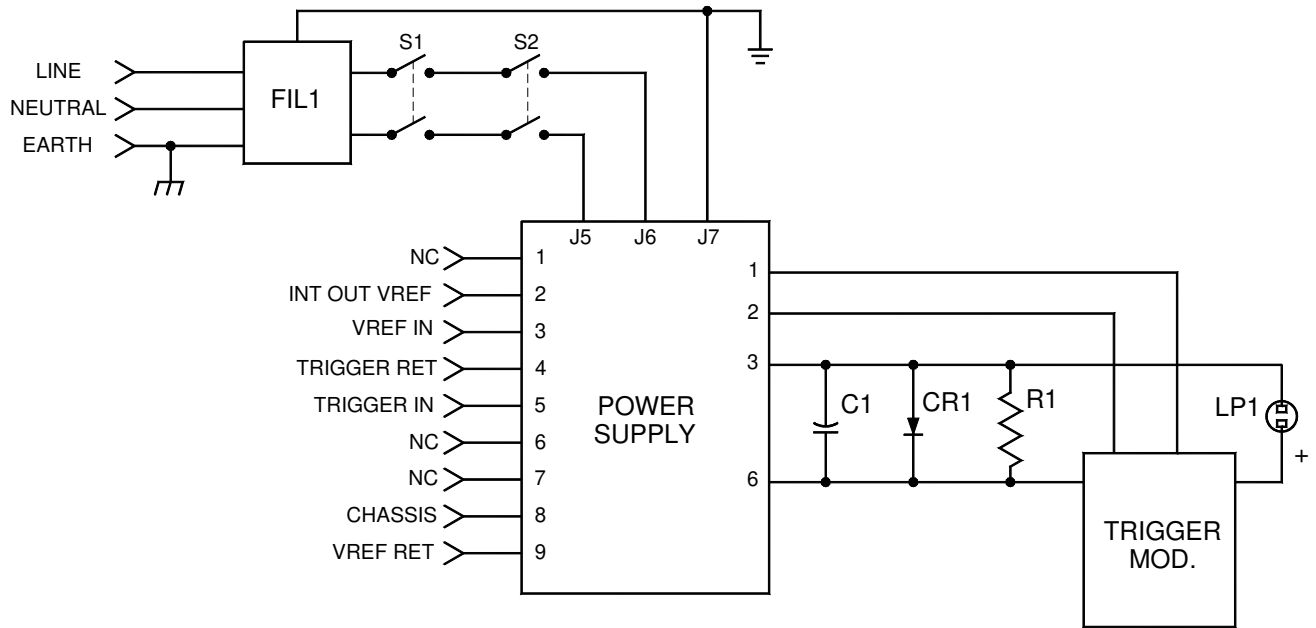 S1
S2
LINE
NEUTRAL
EARTH
FIL1
J5
J6
J7
NC
INT OUT VREF
VREF IN
TRIGGER RET
TRIGGER IN
NC
NC
CHASSIS
VREF RET
1
2
3
4
5
6
7
8
9
POWER
SUPPLY
1
2
3
6
C1
CR1
R1
LP1
+
TRIGGER
MOD.